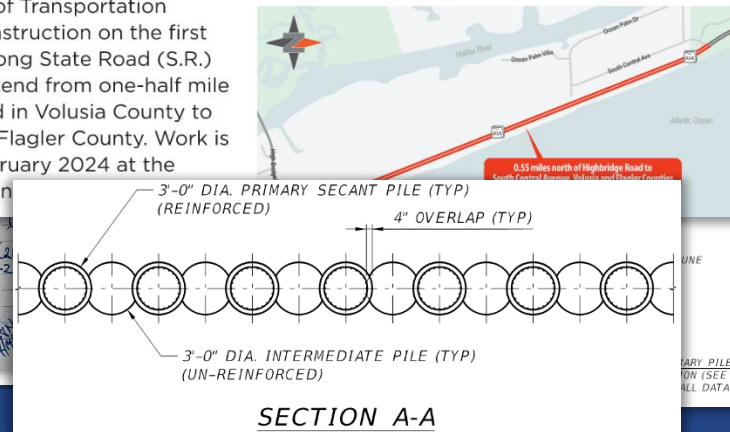 of Transportation
nstruction on the first
ong State Road (S.R.)
tend from one-half mile
d in Volusia County to
Flagler County. Work is
ruary 2024 at the
Halifax River
Ocean Palm Villa
Ocean Palm Dr
South Central Ave
A1A
A1A
Atlantic Ocean
0.55 miles north of Highbridge Road to
South Central Avenue, Volusia and Flagler Counties
3'-0" DIA. PRIMARY SECANT PILE (TYP)
(REINFORCED)
4" OVERLAP (TYP)
3'-0" DIA. INTERMEDIATE PILE (TYP)
(UN-REINFORCED)
SECTION A-A
UNE
IARY PILE
ION (SEE
ALL DATA